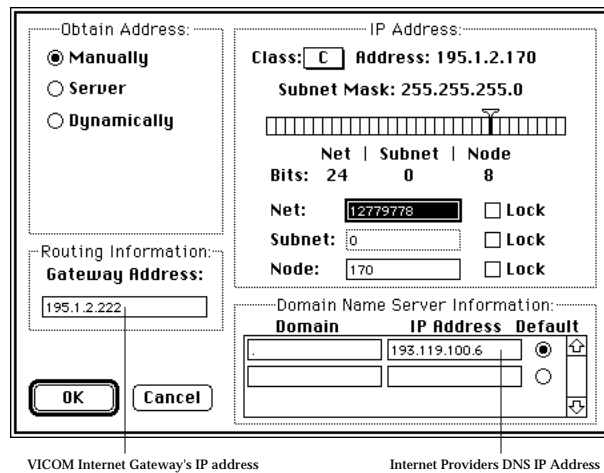 Obtain Address:
Manually
Server
Dynamically
Routing Information:
Gateway Address:
195.1.2.222
OK
Cancel
IP Address:
Class: C Address: 195.1.2.170
Subnet Mask: 255.255.255.0
Net | Subnet | Node
Bits: 24 0 8
Net: 12779778 Lock
Subnet: 0 Lock
Node: 170 Lock
Domain Name Server Information:
Domain IP Address Default
. 193.119.100.6
VICOM Internet Gateway's IP address
Internet Providers DNS IP Address